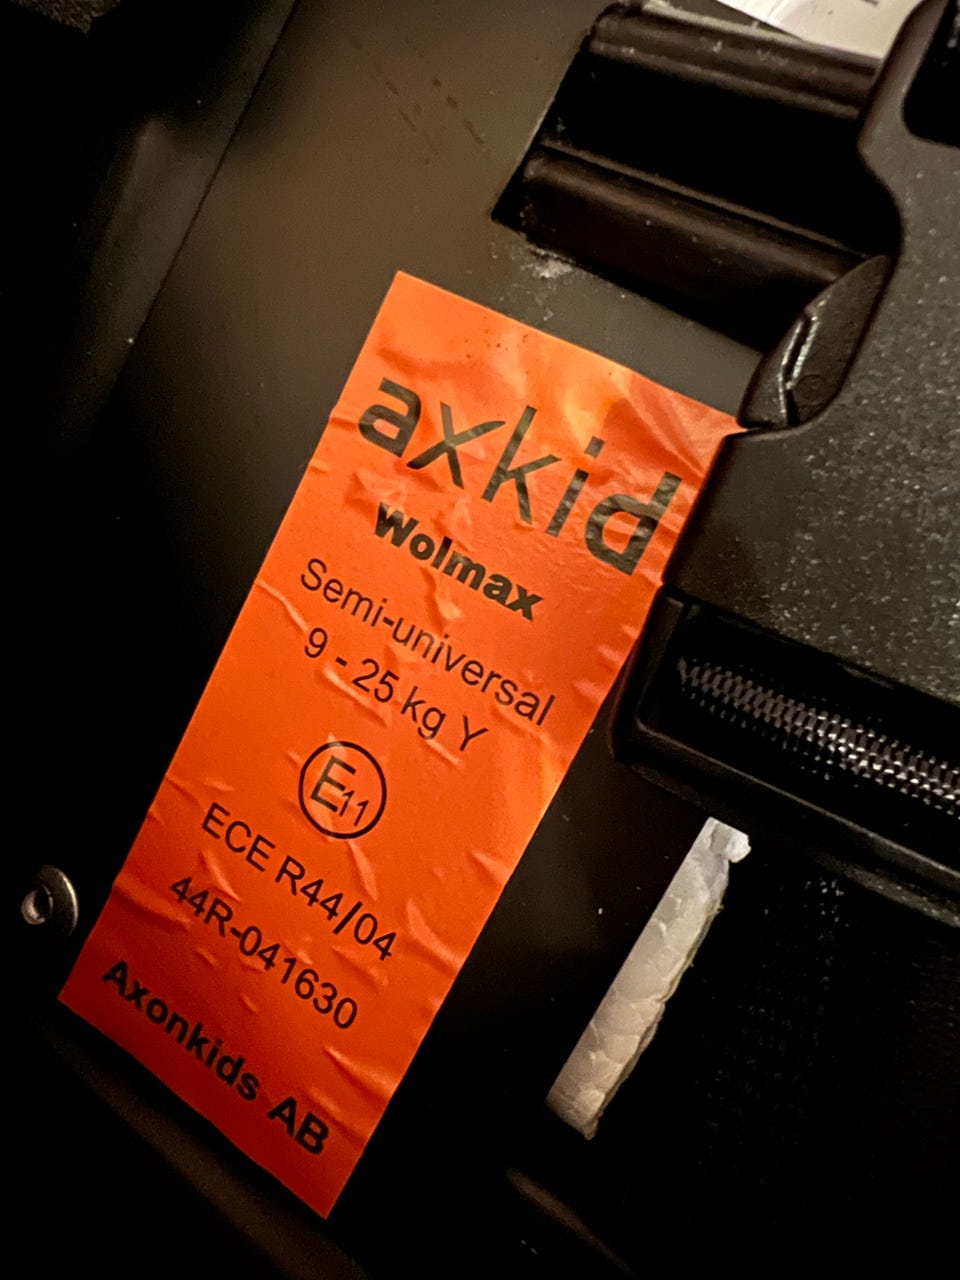 axkid
Wolmax
Semi-universal
9 - 25 kg Y
E11
ECE R44/04
44R-041630
Axonkids AB